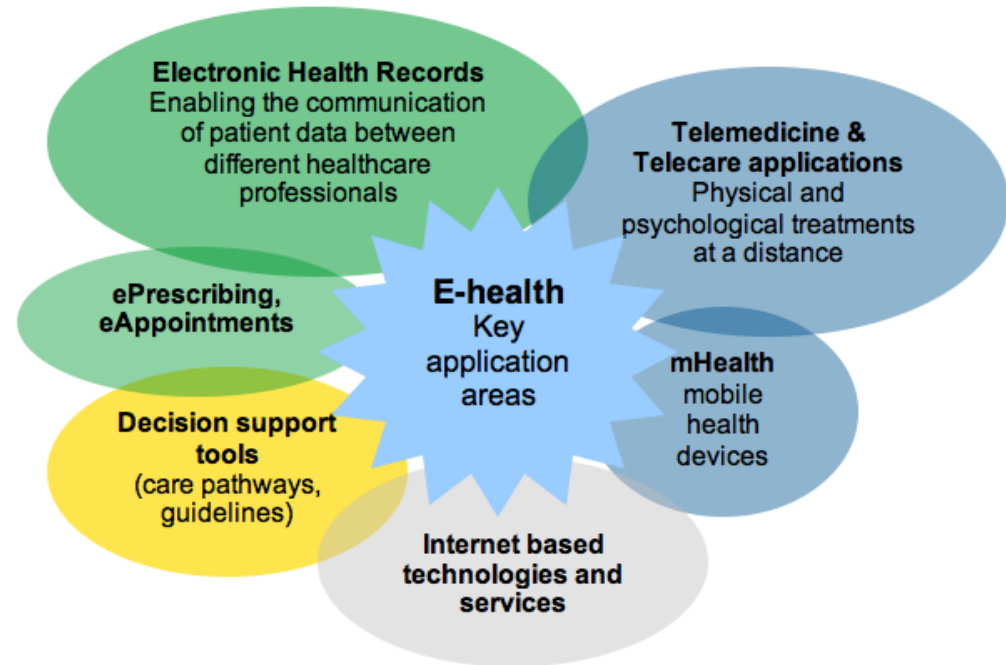 Electronic Health Records
Enabling the communication
of patient data between
different healthcare
professionals
Telemedicine &
Telecare applications
Physical and
psychological treatments
at a distance
ePrescribing,
eAppointments
E-health
Key
application
areas
mHealth
mobile
health
devices
Decision support
tools
(care pathways,
guidelines)
Internet based
technologies and
services